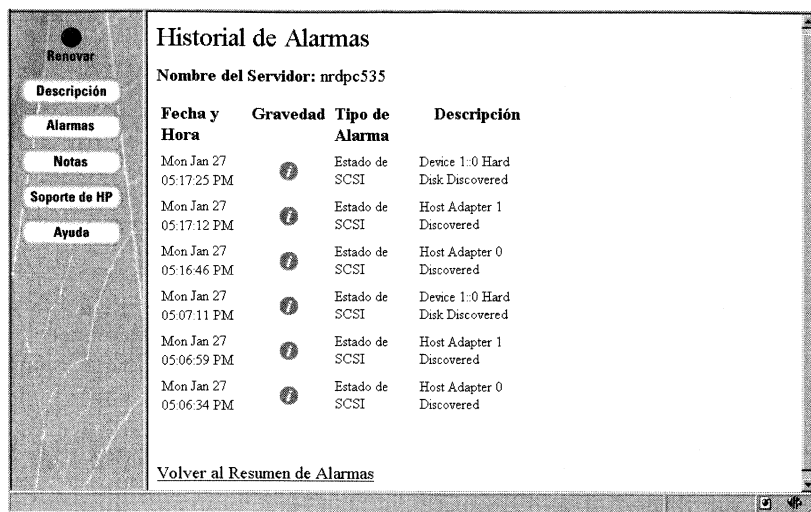 Renovar
Descripción
Alarmas
Notas
Soporte de HP
Ayuda
Historial de Alarmas
Nombre del Servidor: nrdpc535
Fecha y Hora Gravedad Tipo de Alarma Descripción
Mon Jan 27 Estado de Device 1::0 Hard
05:17:25 PM i SCSI Disk Discovered
Mon Jan 27 Estado de Host Adapter 1
05:17:12 PM i SCSI Discovered
Mon Jan 27 Estado de Host Adapter 0
05:16:46 PM i SCSI Discovered
Mon Jan 27 Estado de Device 1::0 Hard
05:07:11 PM i SCSI Disk Discovered
Mon Jan 27 Estado de Host Adapter 1
05:06:59 PM i SCSI Discovered
Mon Jan 27 Estado de Host Adapter 0
05:06:34 PM i SCSI Discovered
Volver al Resumen de Alarmas